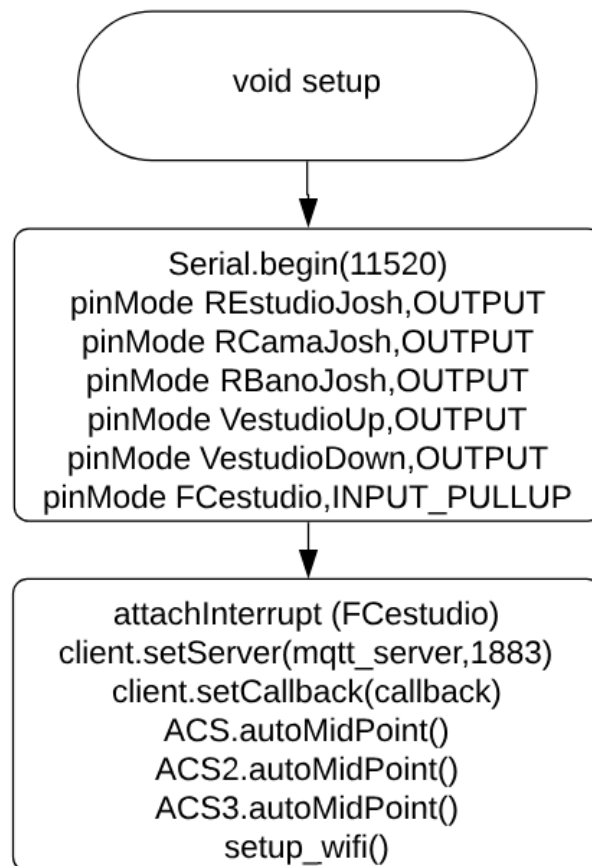 void setup
Serial.begin(11520)
pinMode REstudioJosh,OUTPUT
pinMode RCamaJosh,OUTPUT
pinMode RBanoJosh,OUTPUT
pinMode VestudioUp,OUTPUT
pinMode VestudioDown,OUTPUT
pinMode FCestudio,INPUT_PULLUP
attachInterrupt (FCestudio)
client.setServer(mqtt_server,1883)
client.setCallback(callback)
ACS.autoMidPoint()
ACS2.autoMidPoint()
ACS3.autoMidPoint()
setup_wifi()